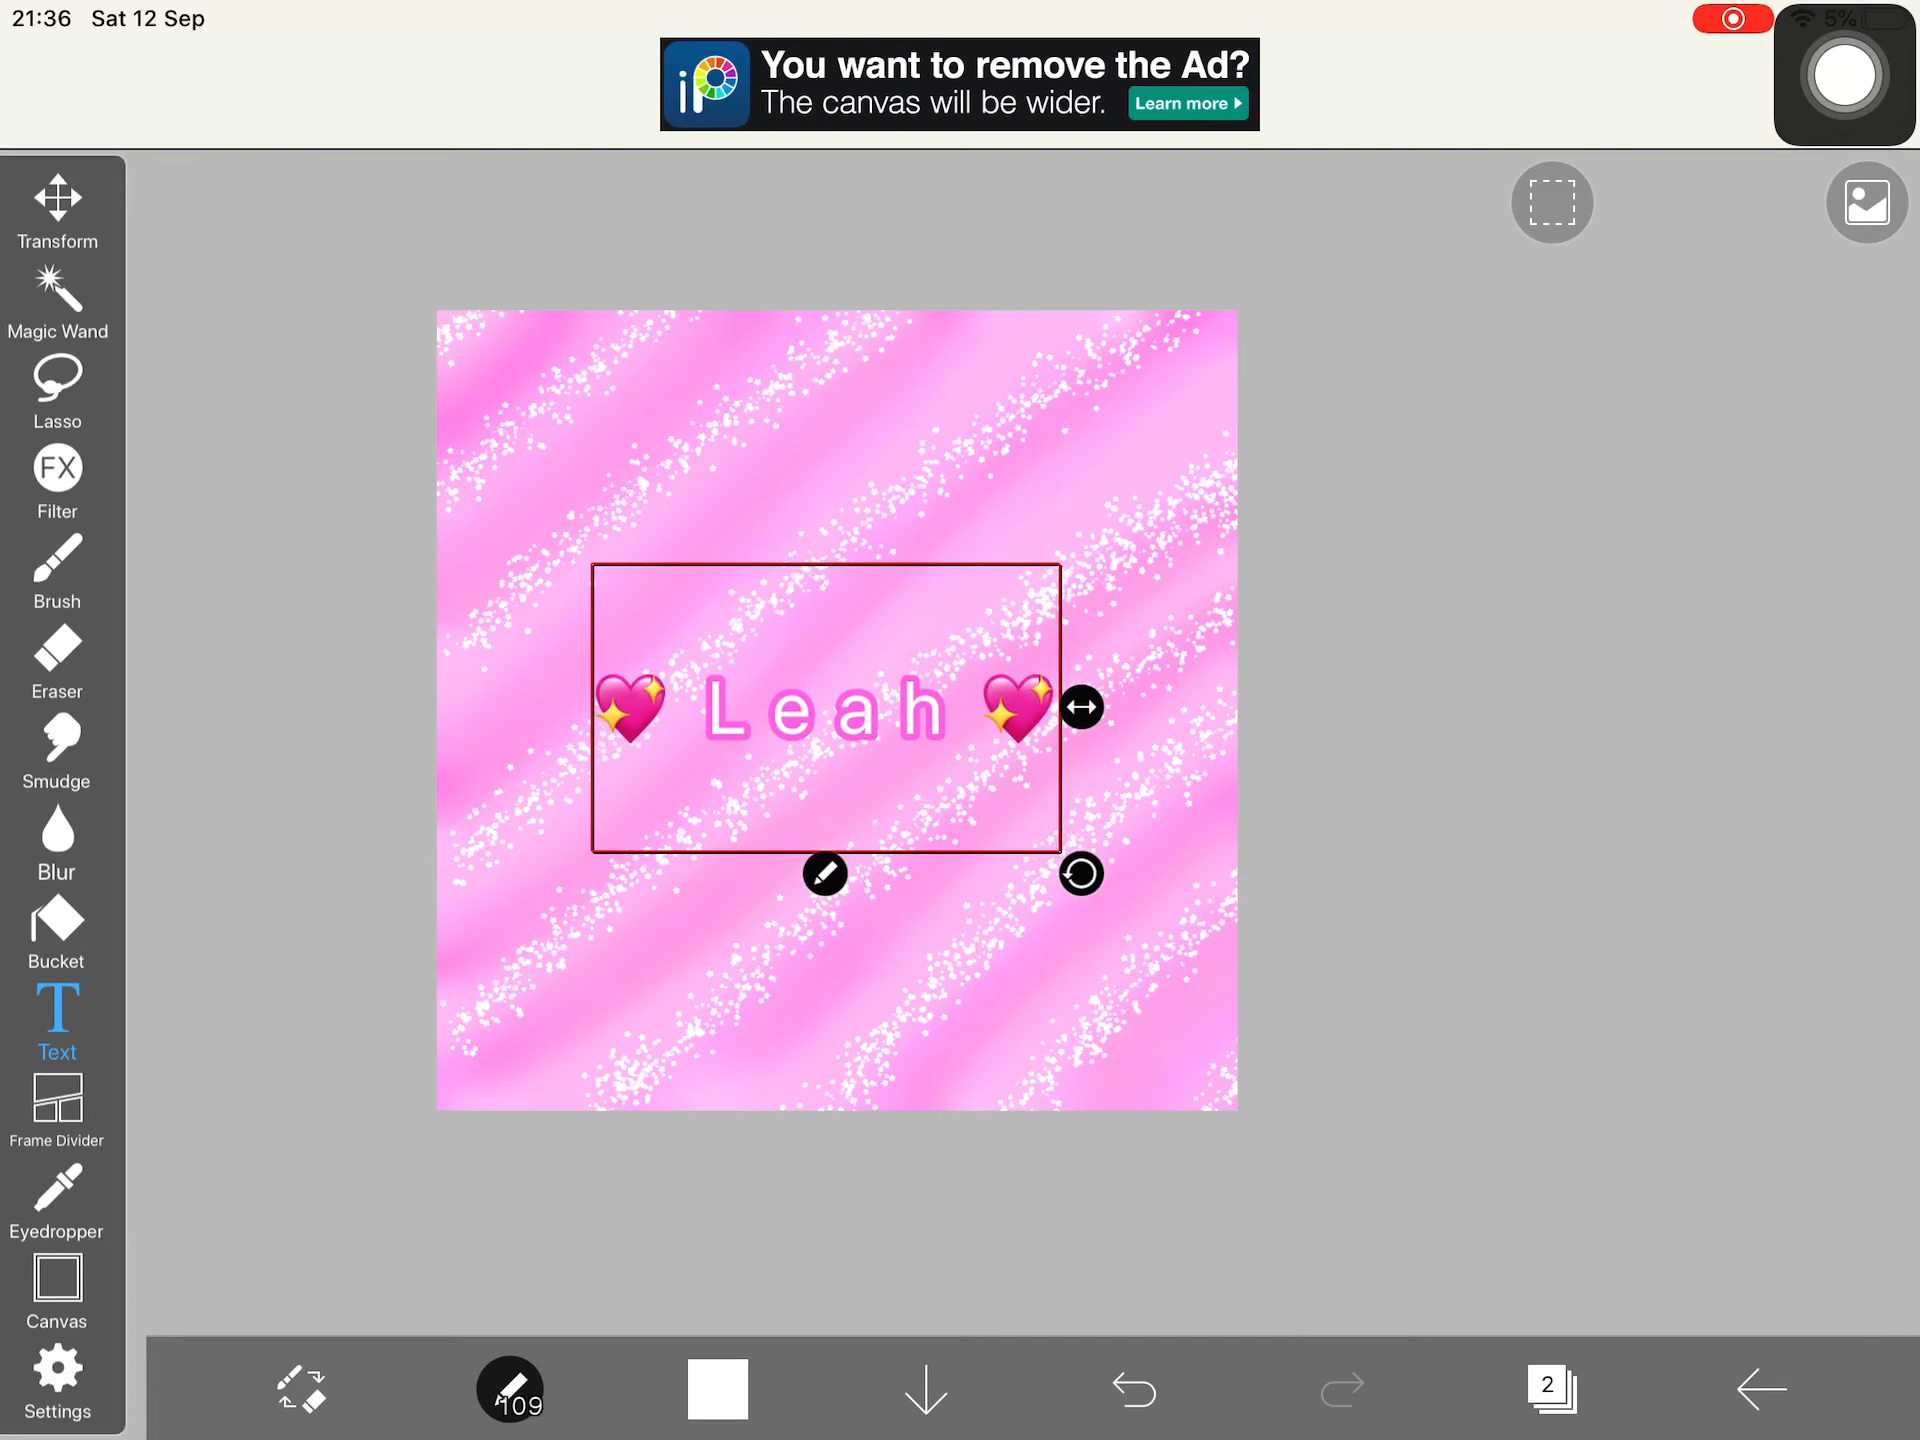 21:36 Sat 12 Sep
5%
iP
You want to remove the Ad?
The canvas will be wider.
Learn more
Transform
Magic Wand
Lasso
FX
Filter
Brush
Eraser
Smudge
Blur
Bucket
T
Text
Frame Divider
Eyedropper
Canvas
Settings
💖 Leah 💖
109
2